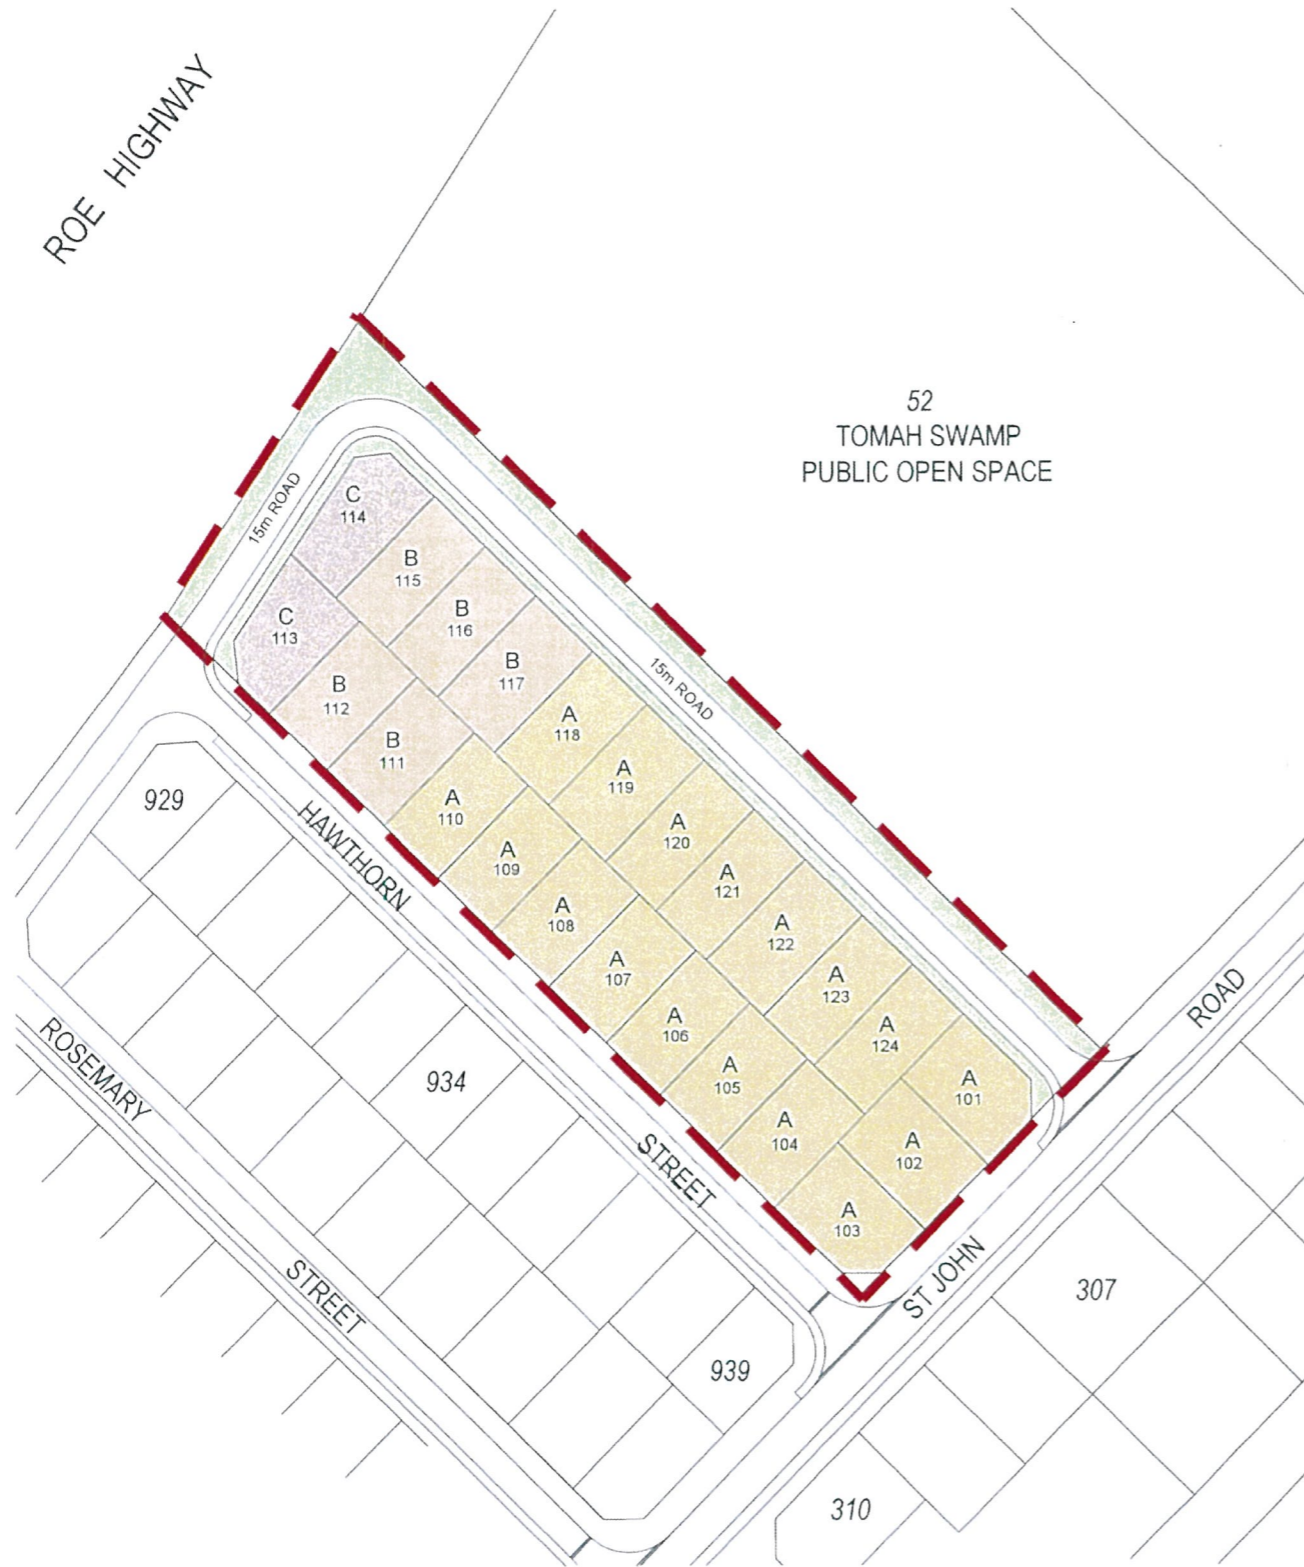 ROE HIGHWAY
52
TOMAH SWAMP
PUBLIC OPEN SPACE
15m ROAD
C
114
B
115
C
113
B
116
B
112
B
117
15m ROAD
A
118
B
111
A
119
A
110
A
120
A
109
A
121
A
108
A
122
A
107
A
123
A
106
A
124
A
105
A
101
A
104
A
102
A
103
929
HAWTHORN
STREET
934
939
ROSEMARY
STREET
ST JOHN
ROAD
307
310